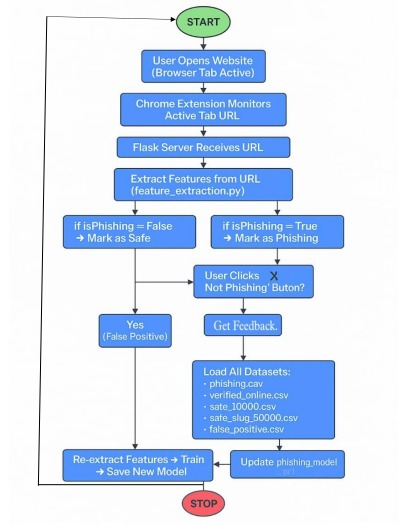 START
User Opens Website
(Browser Tab Active)
Chrome Extension Monitors
Active Tab URL
Flask Server Receives URL
Extract Features from URL
(feature_extraction.py)
if isPhishing = False
→ Mark as Safe
if isPhishing = True
→ Mark as Phishing
User Clicks X
Not Phishing' Buton?
Yes
(False Positive)
Get Feedback.
Load All Datasets:
• phishing.cav
• verified_online.csv
• sate_10000.csv
• safe_slug_50000.csv
• false_positive.csv
Re-extract Features → Train
→ Save New Model
Update phishing_model
STOP